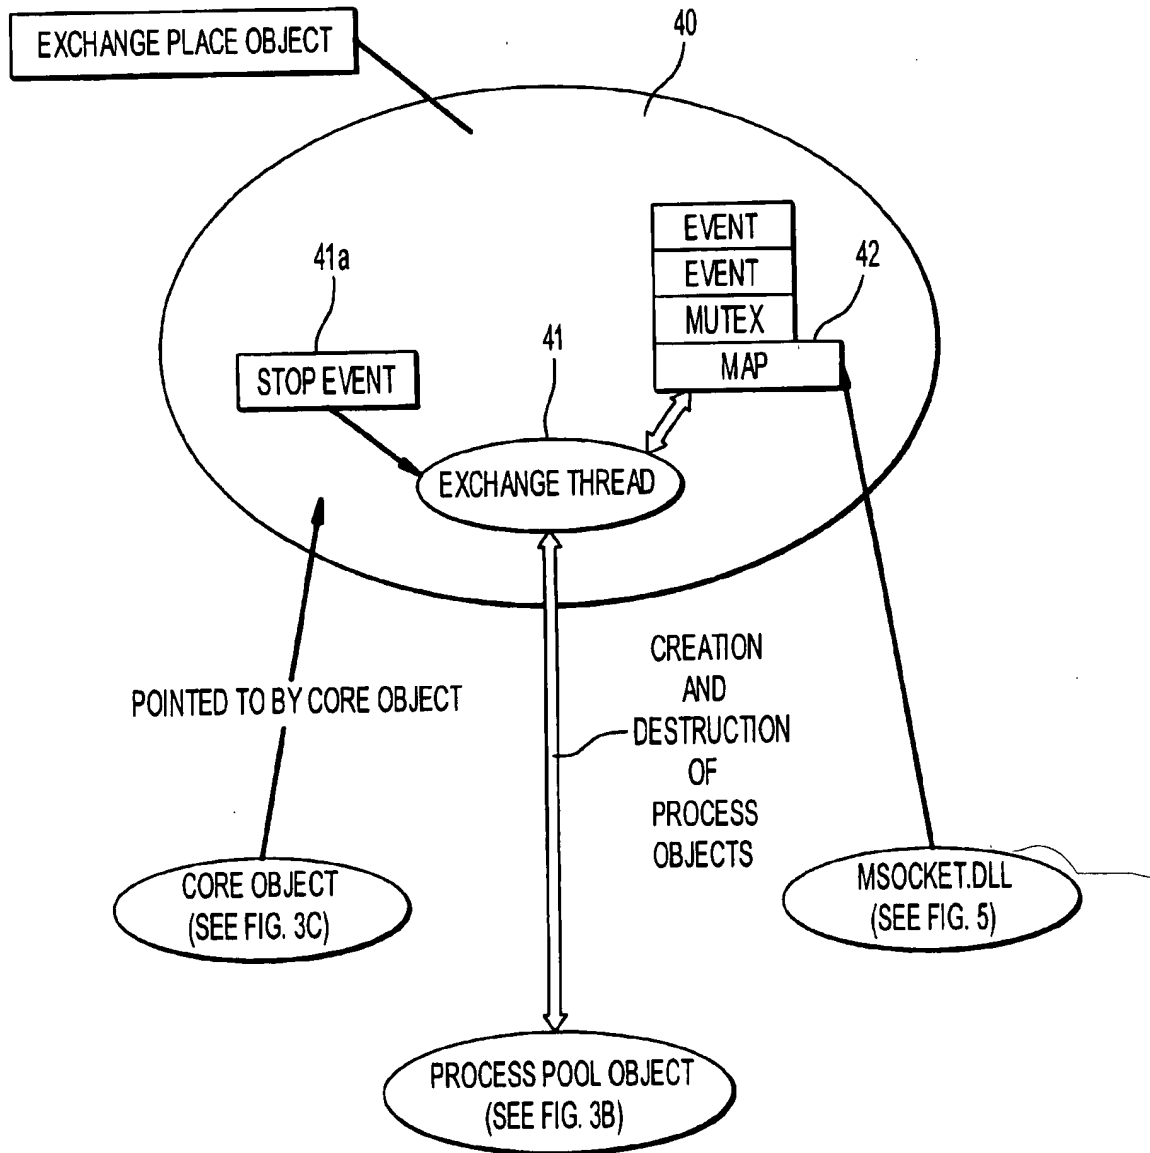 EXCHANGE PLACE OBJECT
40
EVENT
EVENT
MUTEX
MAP
42
41a
STOP EVENT
41
EXCHANGE THREAD
POINTED TO BY CORE OBJECT
CREATION
AND
DESTRUCTION
OF
PROCESS
OBJECTS
CORE OBJECT
(SEE FIG. 3C)
MSOCKET.DLL
(SEE FIG. 5)
PROCESS POOL OBJECT
(SEE FIG. 3B)